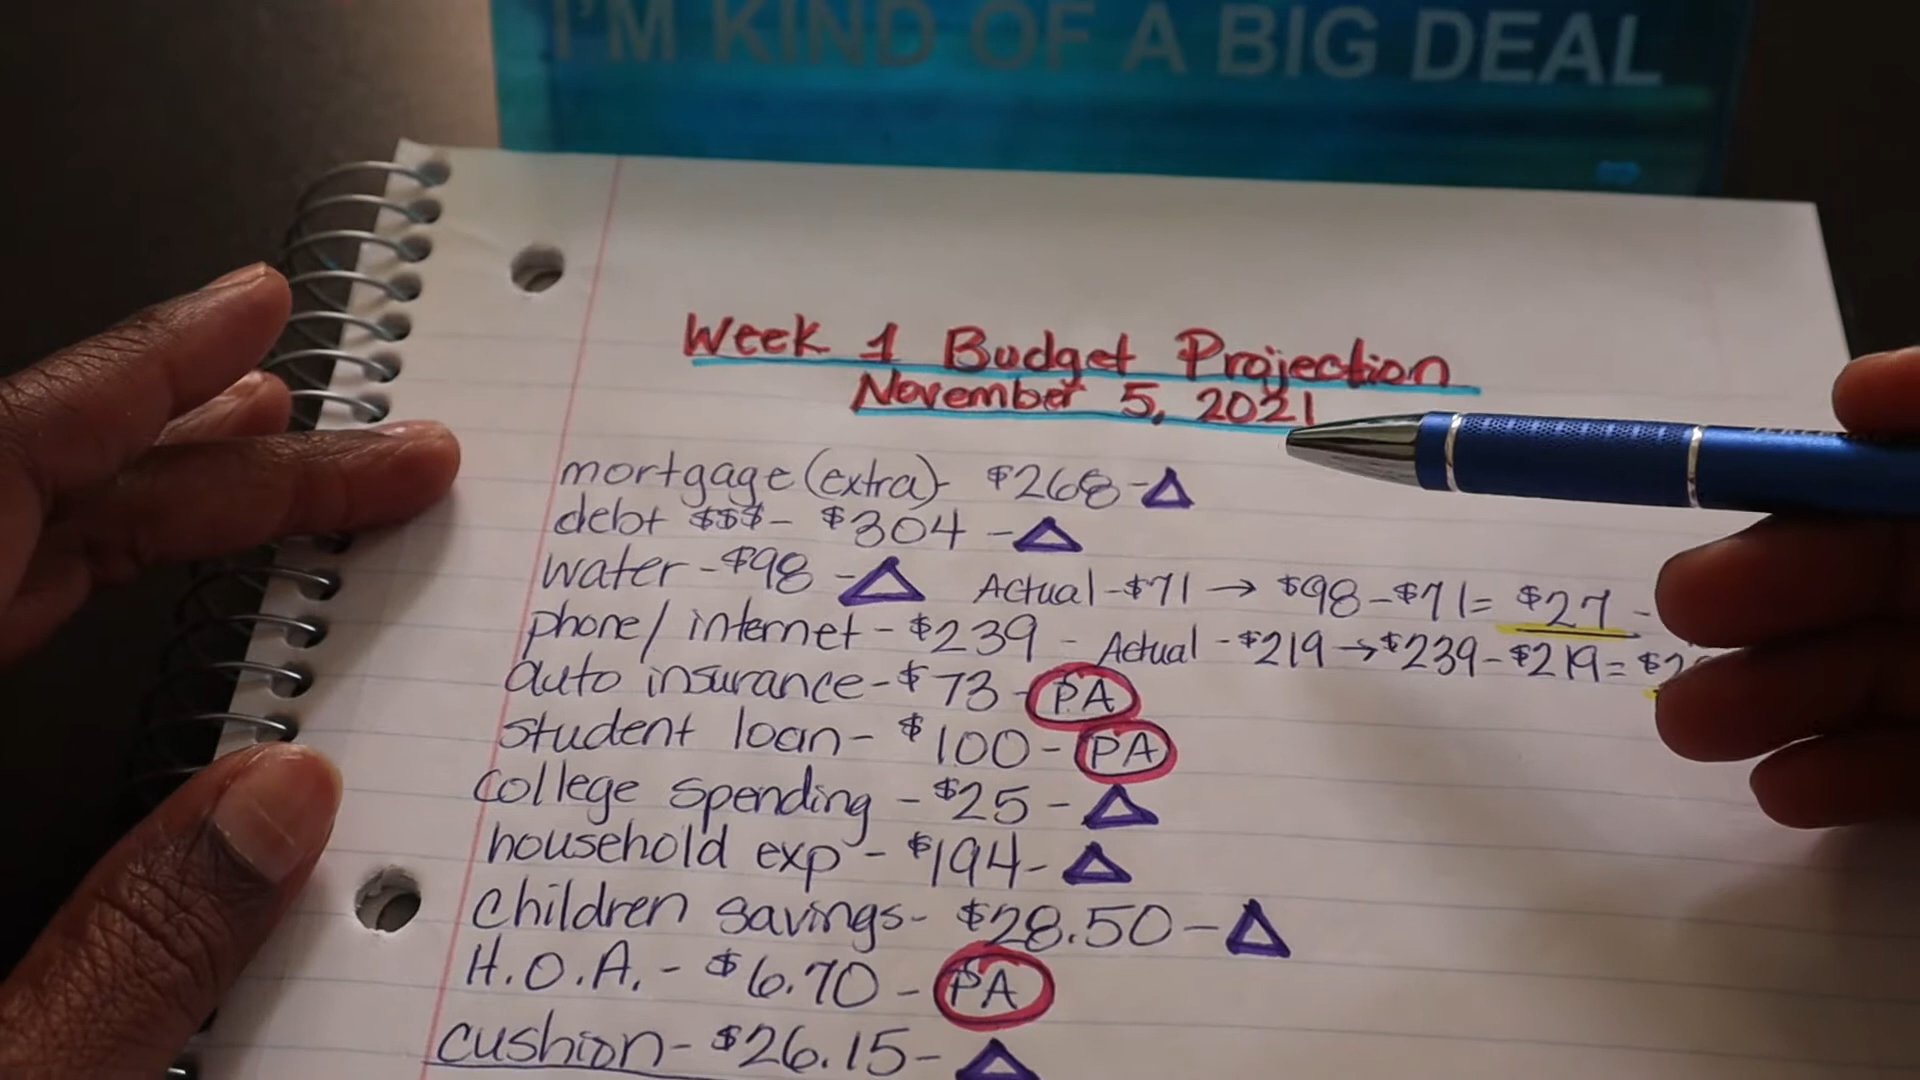 I'M KIND OF A BIG DEAL
Week 1 Budget Projection
November 5, 2021
mortgage (extra)- $268-
debt $$$- $304 -
water-$98 - Actual-$71 → $98-$71= $27 -
phone/internet-$239 - Actual -$219→$239-$219=
auto insurance-$73- PA
student loan- $100- PA
college spending - $25 -
household exp - $194-
children savings- $28.50-
H.O.A. - $6.70 - PA
cushion- $26.15-